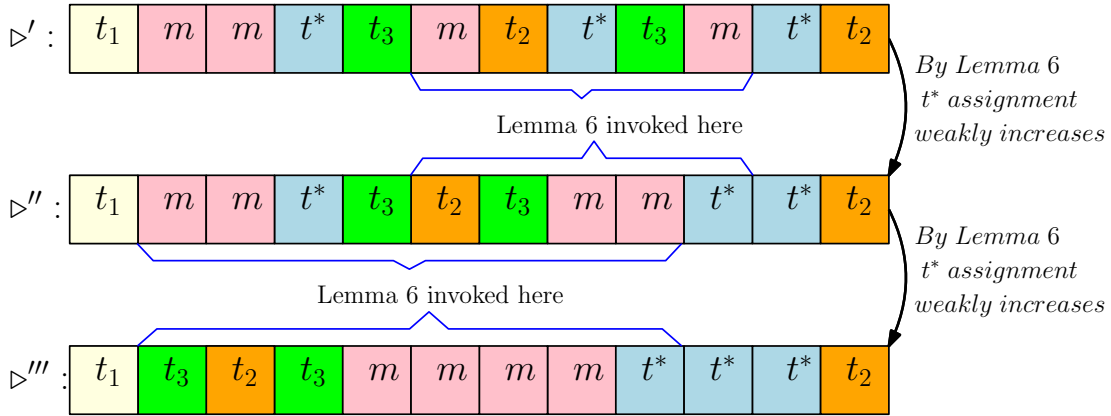 ▷′ : t₁ m m t* t₃ m t₂ t* t₃ m t* t₂
By Lemma 6
t* assignment
weakly increases
Lemma 6 invoked here
▷′′ : t₁ m m t* t₃ t₂ t₃ m m t* t* t₂
By Lemma 6
t* assignment
weakly increases
Lemma 6 invoked here
▷′′′ : t₁ t₃ t₂ t₃ m m m m t* t* t* t₂